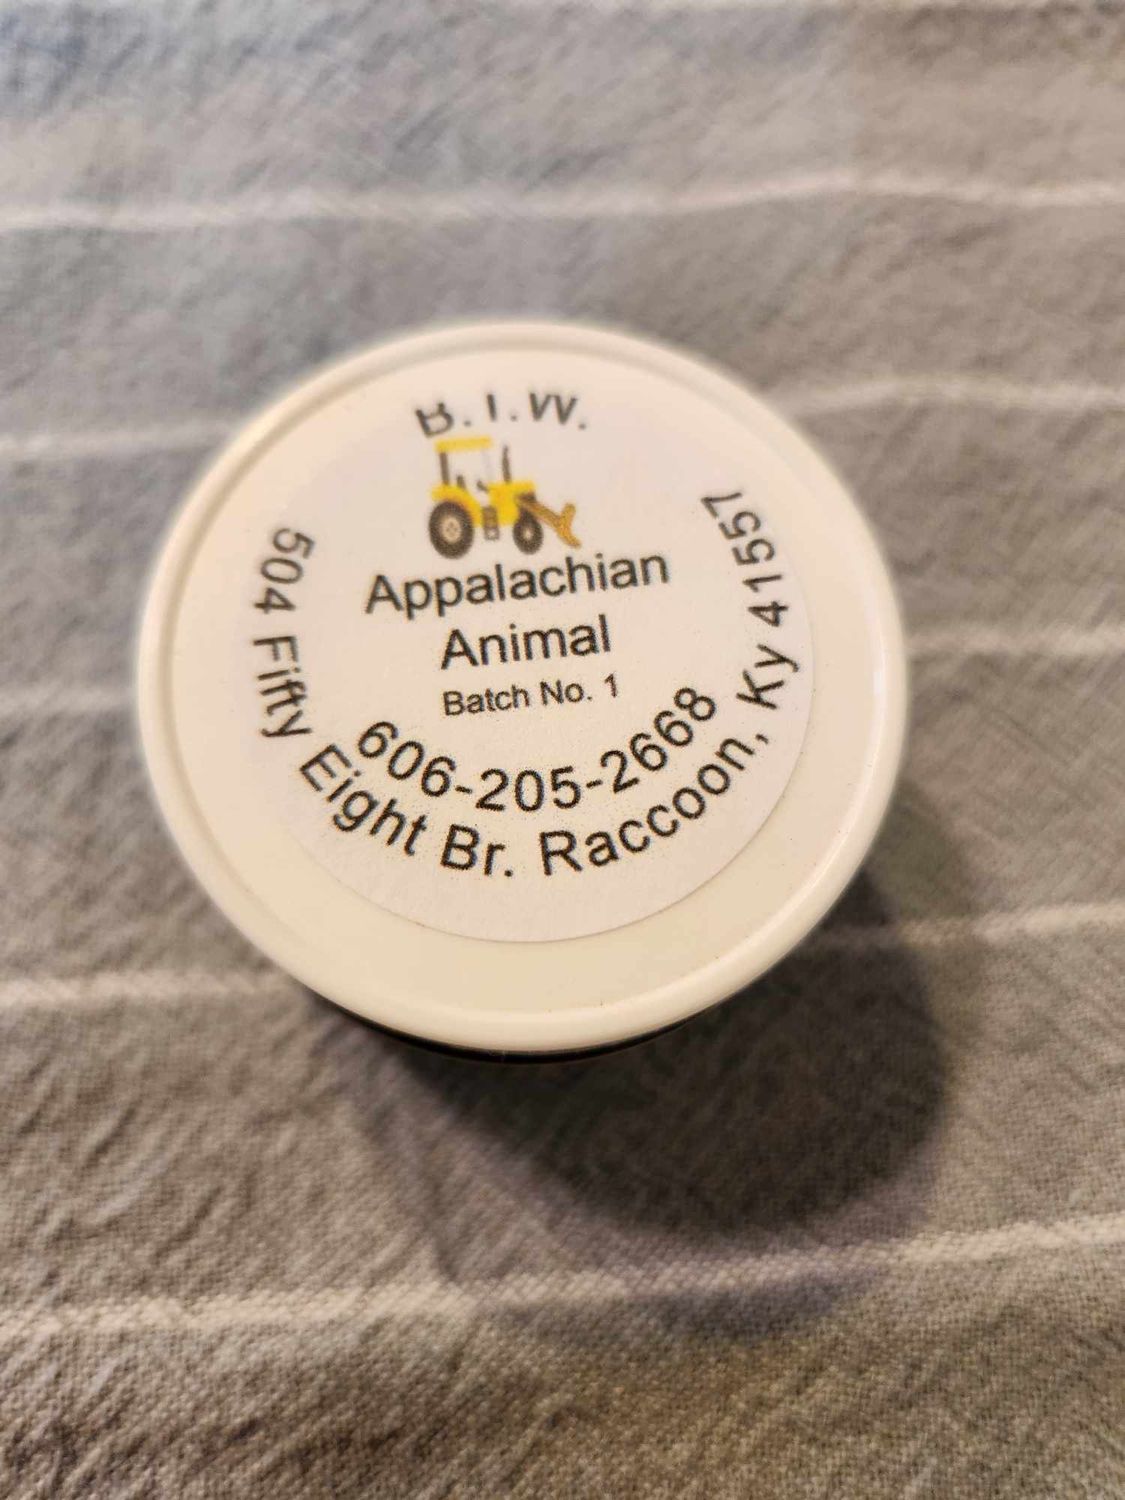 R.I.W.
Appalachian
Animal
Batch No. 1
606-205-2668
504 Fifty Eight Br. Raccoon, Ky 41557